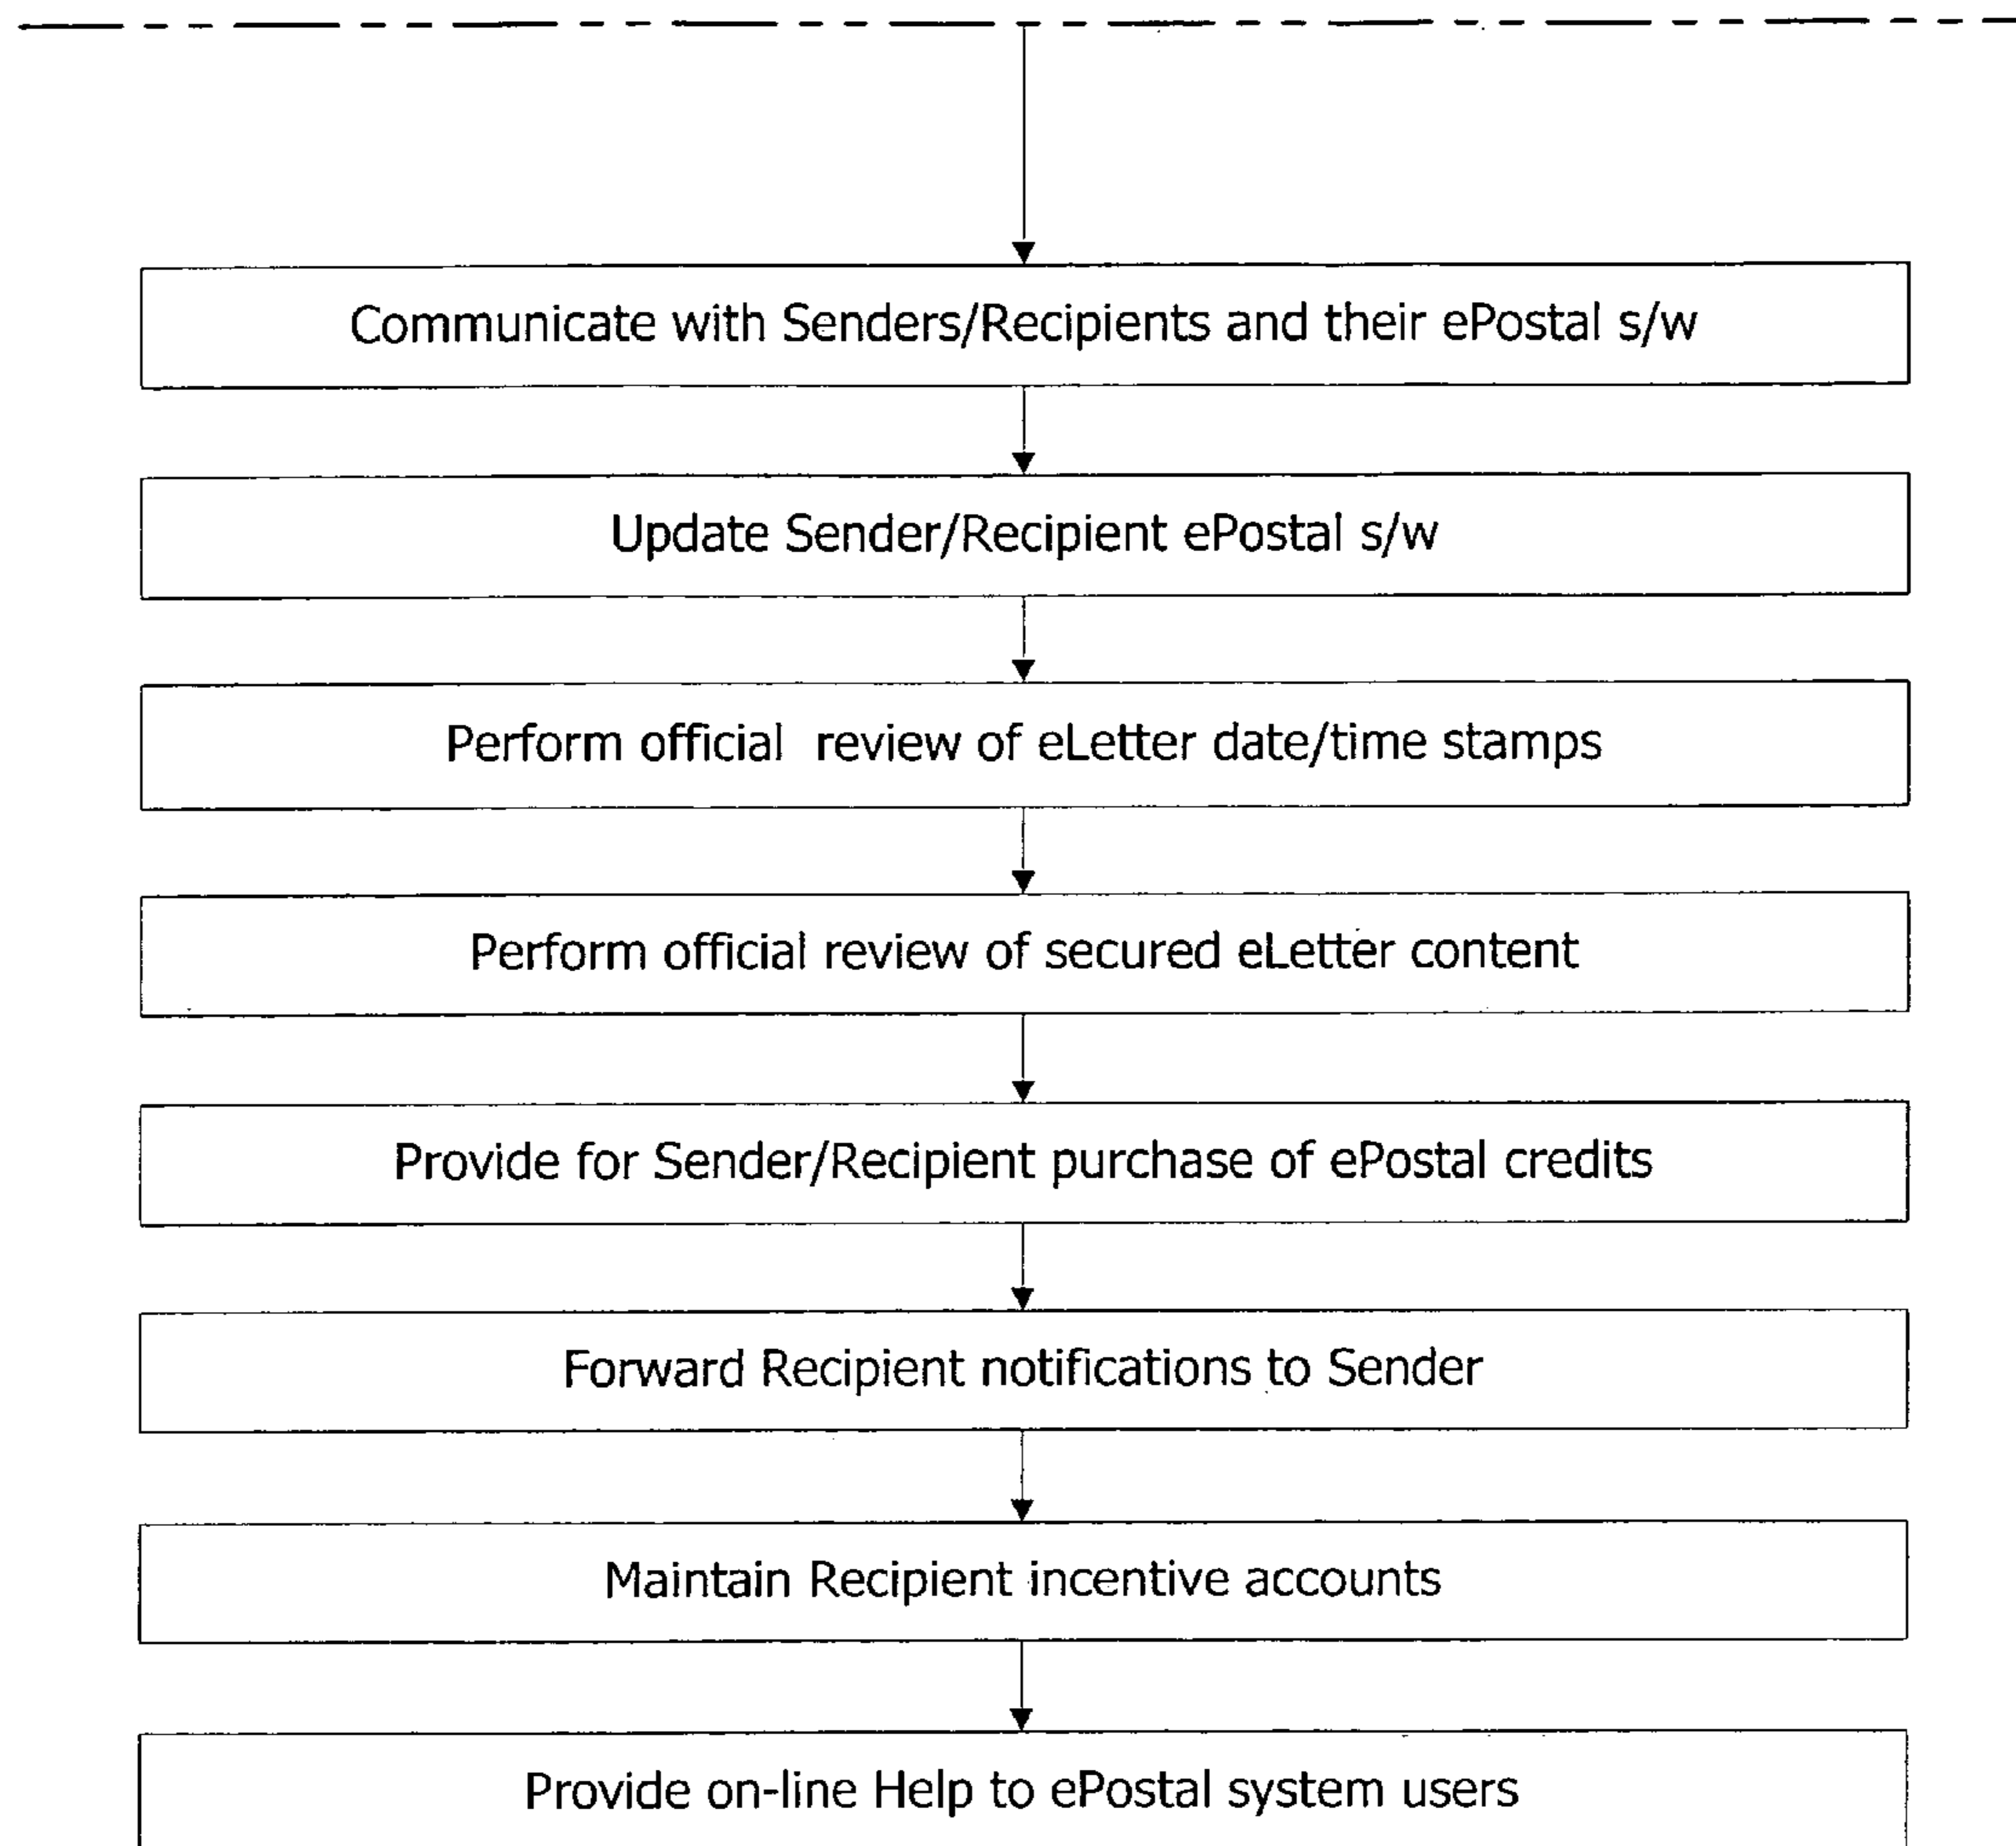 Communicate with Senders/Recipients and their ePostal s/w
Update Sender/Recipient ePostal s/w
Perform official review of eLetter date/time stamps
Perform official review of secured eLetter content
Provide for Sender/Recipient purchase of ePostal credits
Forward Recipient notifications to Sender
Maintain Recipient incentive accounts
Provide on-line Help to ePostal system users